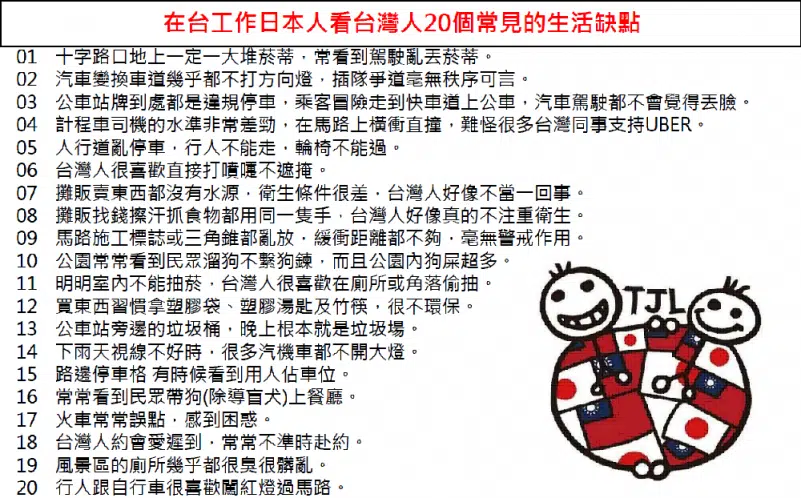 在台工作日本人看台灣人20個常見的生活缺點
01 十字路口地上一定一大堆菸蒂，常看到駕駛亂丟菸蒂。
02 汽車變換車道幾乎都不打方向燈，插隊爭道毫無秩序可言。
03 公車站牌到處都是違規停車，乘客冒險走到快車道上公車，汽車駕駛都不會覺得丟臉。
04 計程車司機的水準非常差勁，在馬路上橫衝直撞，難怪很多台灣同事支持UBER。
05 人行道亂停車，行人不能走，輪椅不能過。
06 台灣人很喜歡直接打噴嚏不遮掩。
07 攤販賣東西都沒有水源，衛生條件很差，台灣人好像不當一回事。
08 攤販找錢擦汗抓食物都用同一隻手，台灣人好像真的不注重衛生。
09 馬路施工標誌或三角錐都亂放，緩衝距離都不夠，毫無警戒作用。
10 公園常常看到民眾溜狗不繫狗鍊，而且公園內狗屎超多。
11 明明室內不能抽菸，台灣人很喜歡在廁所或角落偷抽。
12 買東西習慣拿塑膠袋、塑膠湯匙及竹筷，很不環保。
13 公車站旁邊的垃圾桶，晚上根本就是垃圾場。
14 下雨天視線不好時，很多汽機車都不開大燈。
15 路邊停車格 有時候看到用人佔車位。
16 常常看到民眾帶狗(除導盲犬)上餐廳。
17 火車常常誤點，感到困惑。
18 台灣人約會愛遲到，常常不準時赴約。
19 風景區的廁所幾乎都很臭很髒亂。
20 行人跟自行車很喜歡闖紅燈過馬路。
TJL